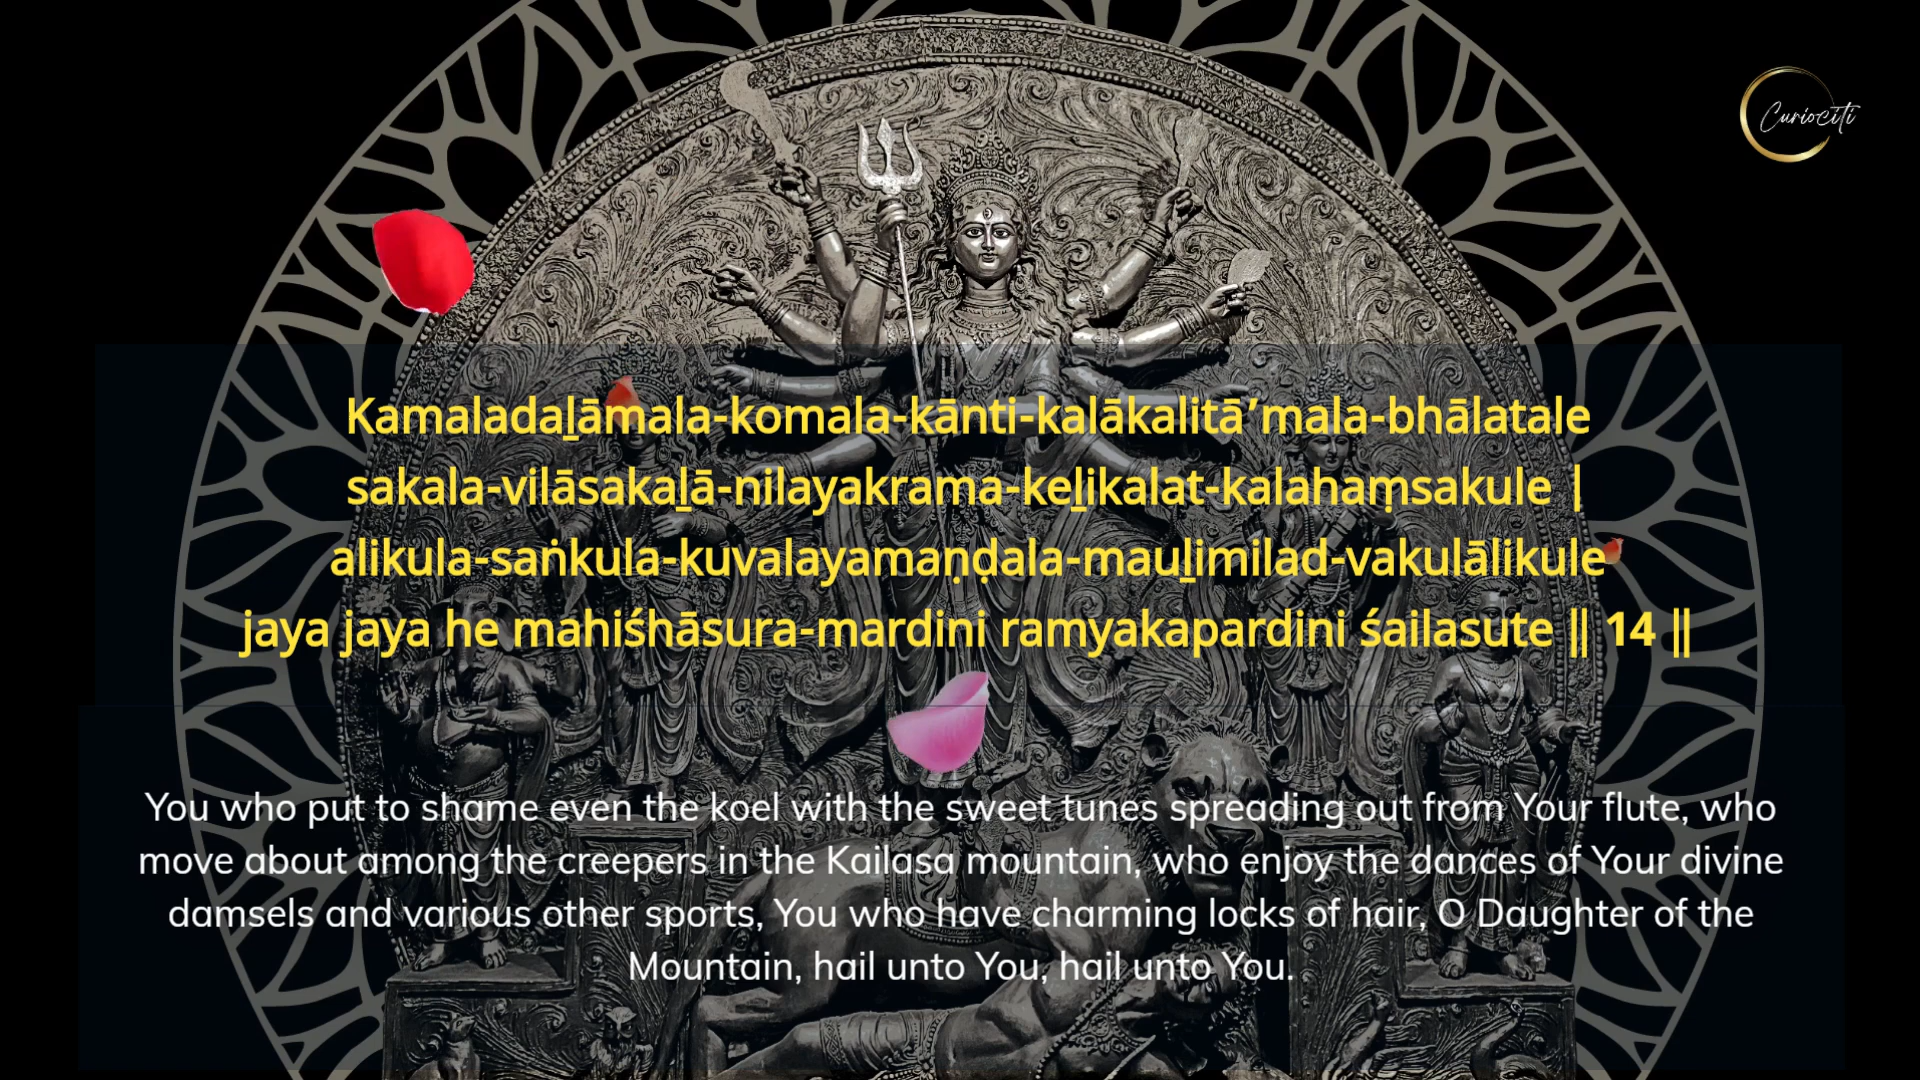 Curiociti
Kamaladaḻāmala-komala-kānti-kalākalitā’mala-bhālatale
sakala-vilāsakaḻā-nilayakrama-keḻikalat-kalahaṃsakule |
alikula-saṅkula-kuvalayamaṇḍala-mauḻimilad-vakulālikule
jaya jaya he mahiśhāsura-mardini ramyakapardini śailasute || 14 ||
You who put to shame even the koel with the sweet tunes spreading out from Your flute, who
move about among the creepers in the Kailasa mountain, who enjoy the dances of Your divine
damsels and various other sports, You who have charming locks of hair, O Daughter of the
Mountain, hail unto You, hail unto You.